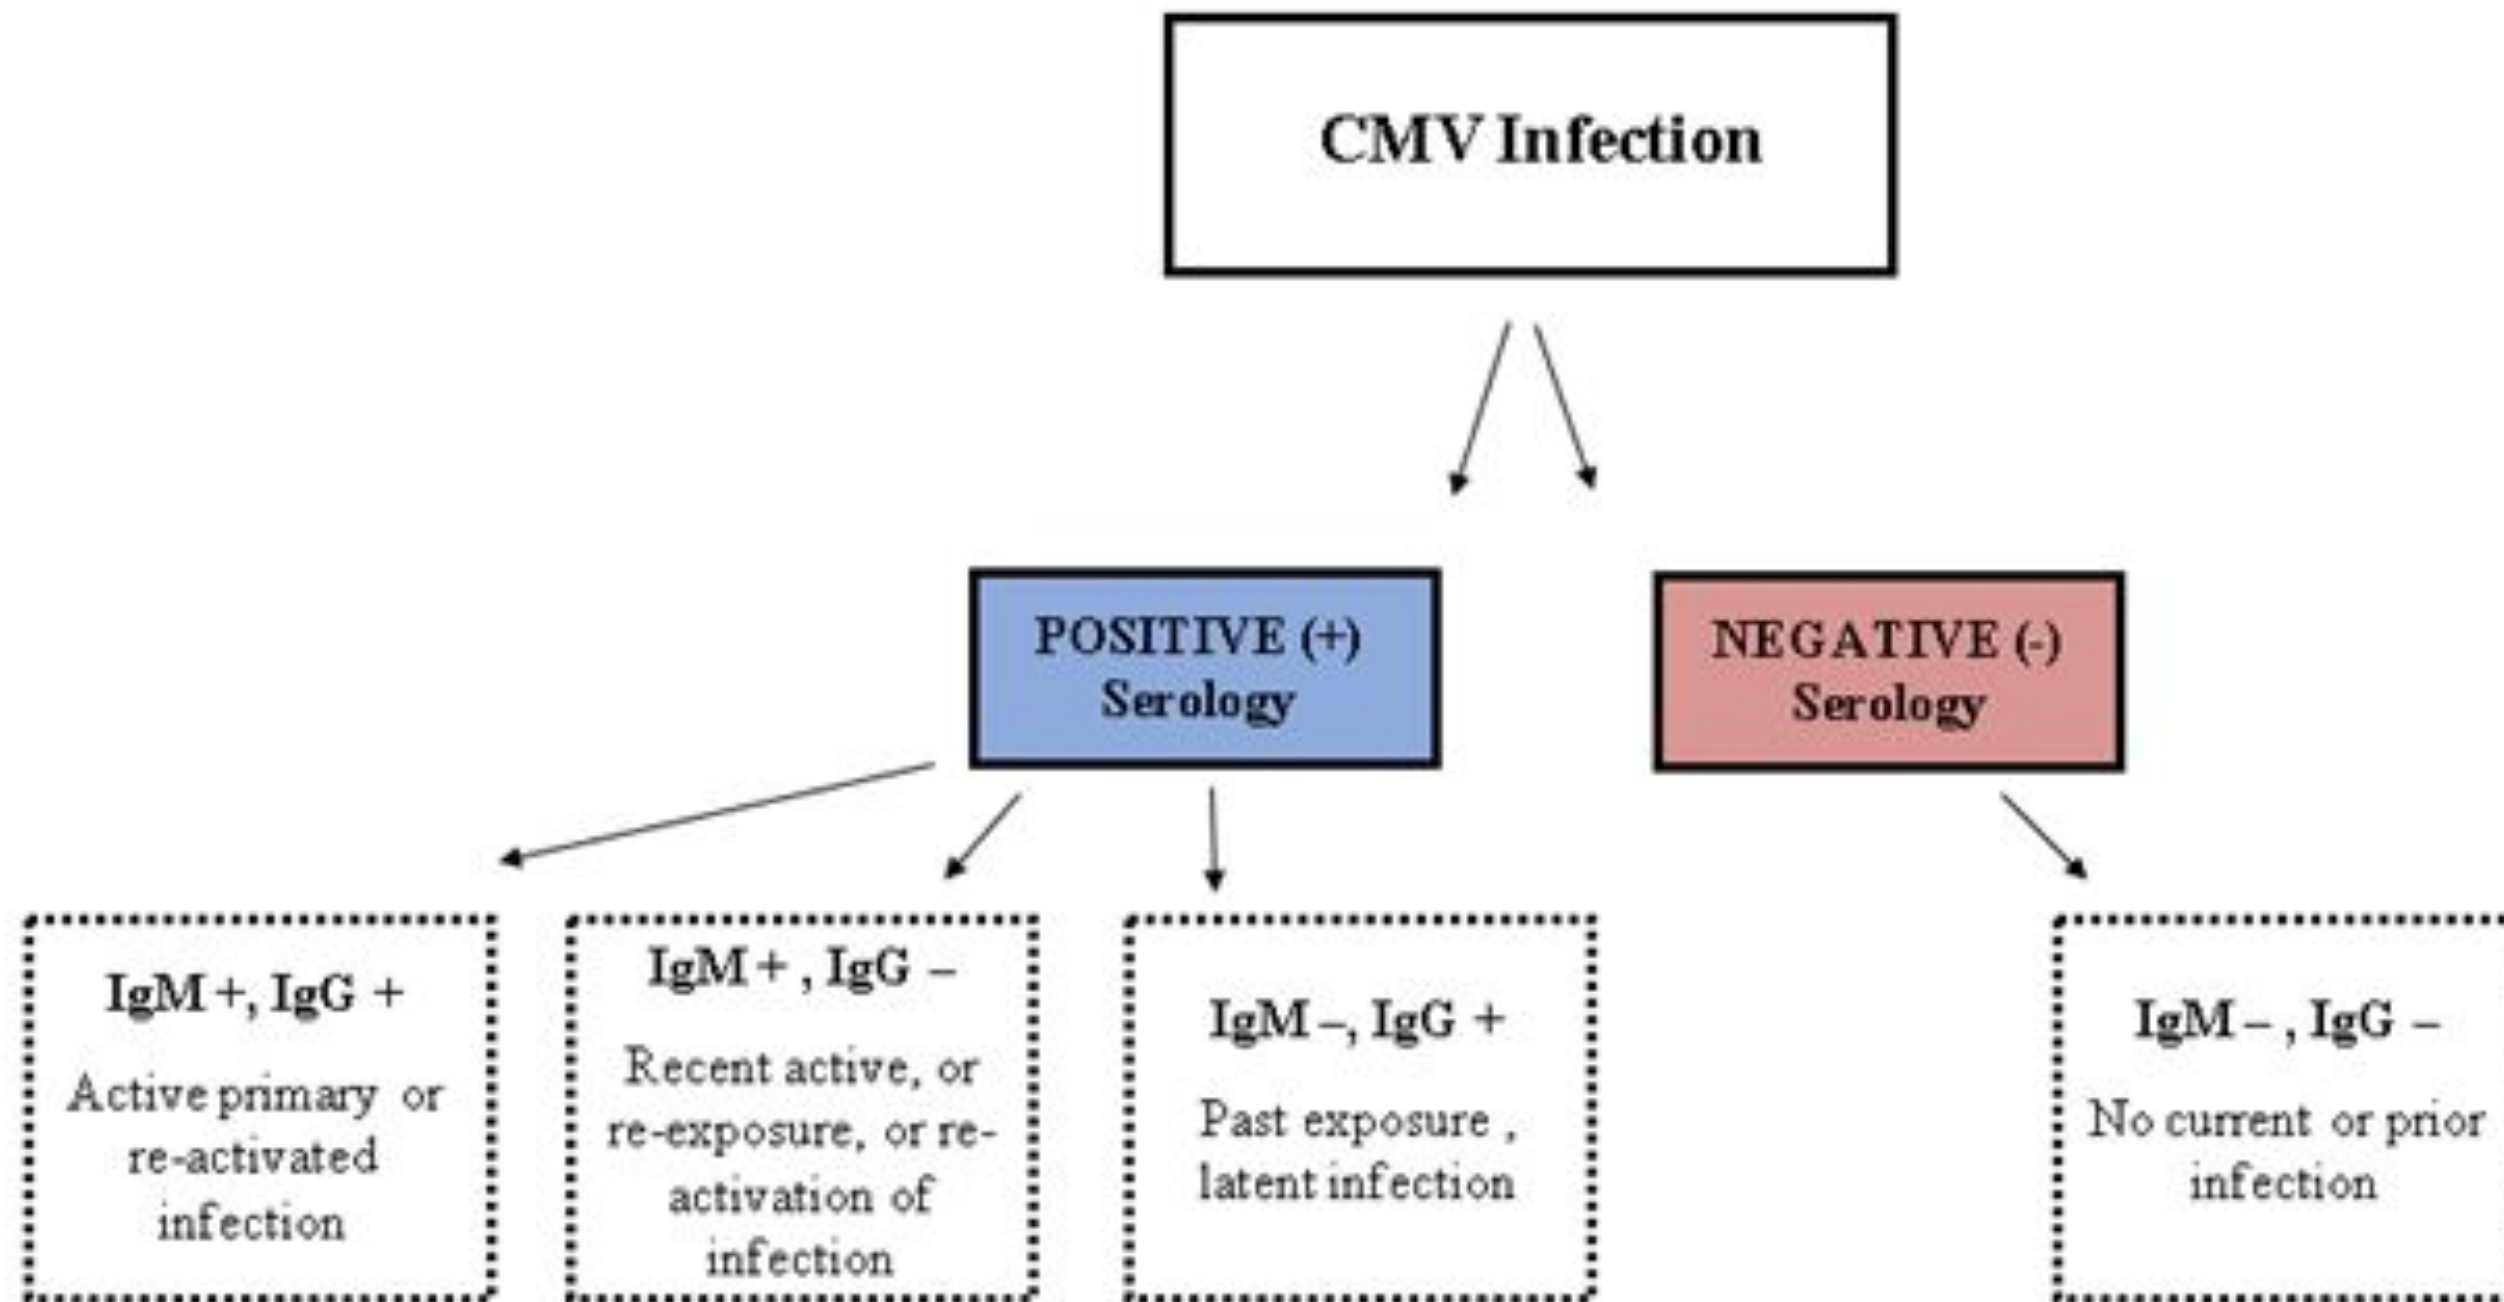 CMV Infection
POSITIVE (+)
Serology
NEGATIVE (-)
Serology
IgM +, IgG +
Active primary or
re-activated
infection
IgM + , IgG –
Recent active, or
re-exposure, or re-
activation of
infection
IgM –, IgG +
Past exposure ,
latent infection
IgM – , IgG –
No current or prior
infection